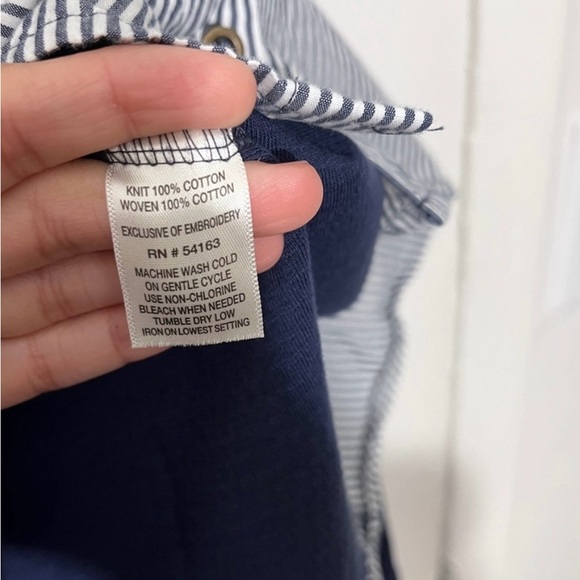 KNIT 100% COTTON
WOVEN 100% COTTON
EXCLUSIVE OF EMBROIDERY
RN # 54163
MACHINE WASH COLD
ON GENTLE CYCLE
USE NON-CHLORINE
BLEACH WHEN NEEDED
TUMBLE DRY LOW
IRON ON LOWEST SETTING